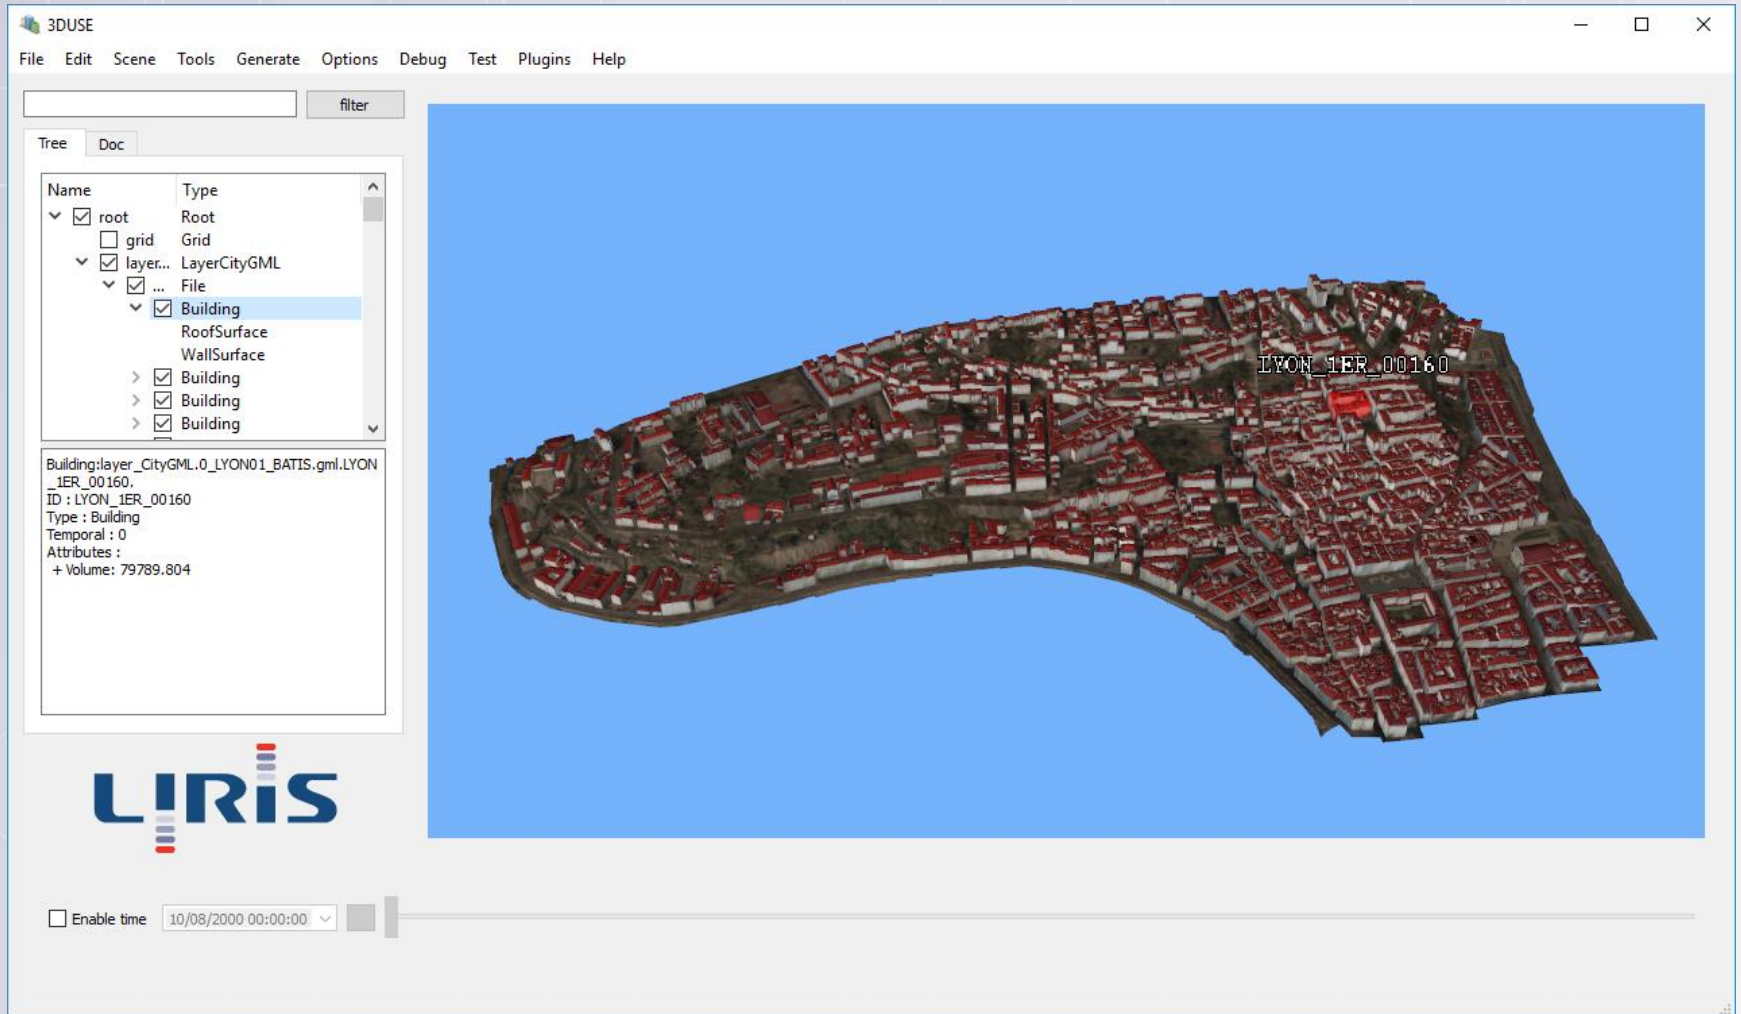 3DUSE
File Edit Scene Tools Generate Options Debug Test Plugins Help
filter
Tree Doc
Name Type
root Root
grid Grid
layer... LayerCityGML
... File
Building
RoofSurface
WallSurface
Building
Building
Building
Building:layer_CityGML.0_LYON01_BATIS.gml.LYON
_1ER_00160.
ID : LYON_1ER_00160
Type : Building
Temporal : 0
Attributes :
+ Volume: 79789.804
LYON_1ER_00160
LIRIS
Enable time 10/08/2000 00:00:00